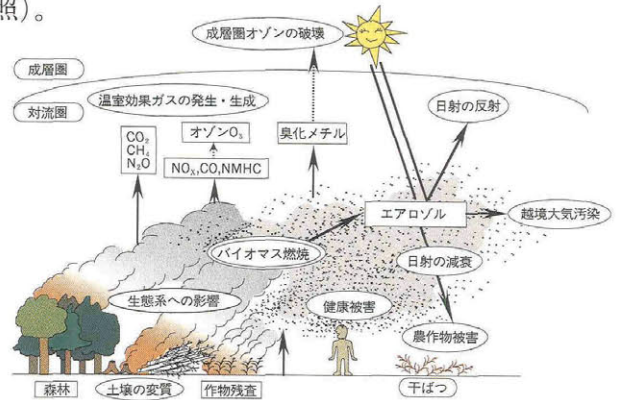 照)。
成層圏オゾンの破壊
成層圏
対流圏
温室効果ガスの発生・生成
日射の反射
CO₂
CH₄
N₂O
オゾンO₃
臭化メチル
NOₓ,CO,NMHC
エアロゾル
越境大気汚染
バイオマス燃焼
日射の減衰
生態系への影響
健康被害
農作物被害
森林
土壌の変質
作物残査
干ばつ